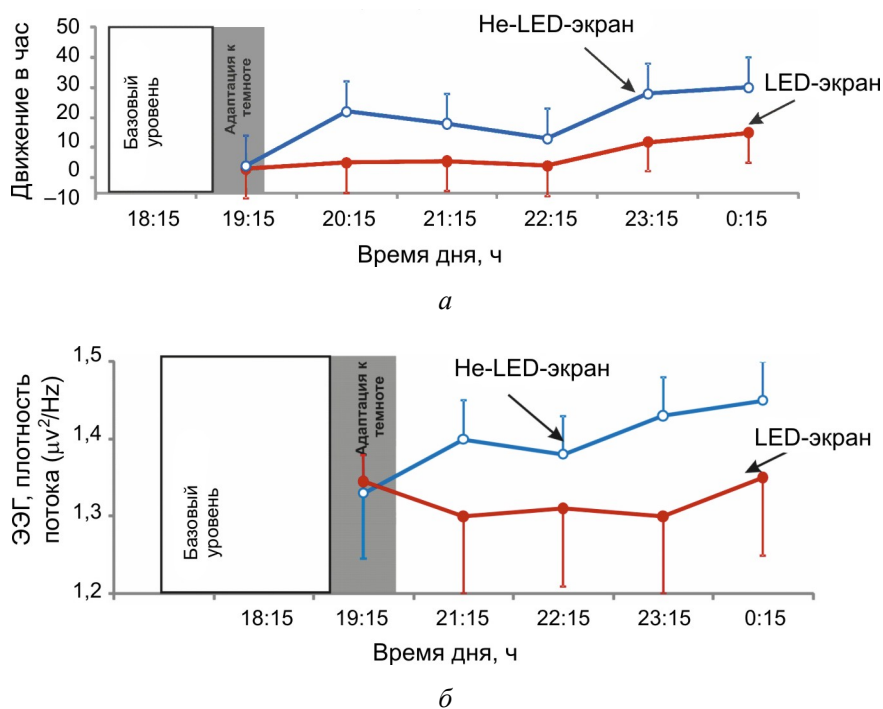 Движение в час
50
40
30
20
10
0
–10
Базовый
уровень
Адаптация к
темноте
Не-LED-экран
LED-экран
18:15 19:15 20:15 21:15 22:15 23:15 0:15
Время дня, ч
а
ЭЭГ, плотность
потока (μv²/Hz)
1,5
1,4
1,3
1,2
Базовый
уровень
Адаптация к
темноте
Не-LED-экран
LED-экран
18:15 19:15 21:15 22:15 23:15 0:15
Время дня, ч
б